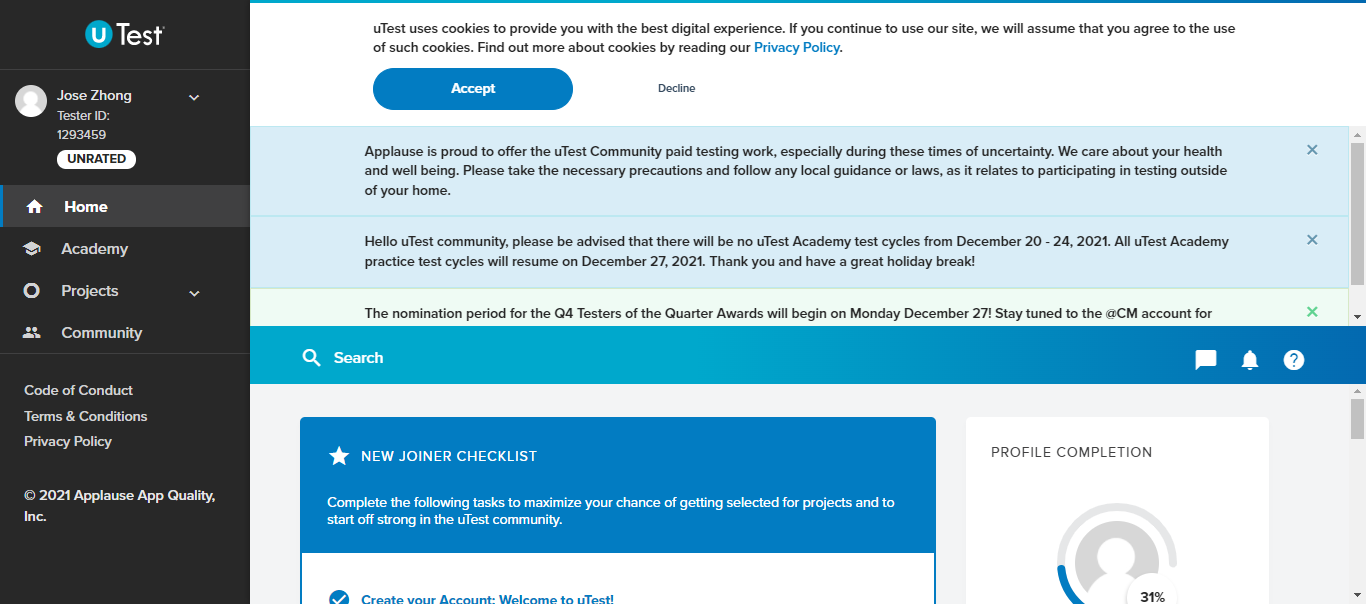 uTest
Jose Zhong
Tester ID:
1293459
UNRATED
Home
Academy
Projects
Community
Code of Conduct
Terms & Conditions
Privacy Policy
© 2021 Applause App Quality,
Inc.
uTest uses cookies to provide you with the best digital experience. If you continue to use our site, we will assume that you agree to the use
of such cookies. Find out more about cookies by reading our Privacy Policy.
Accept
Decline
Applause is proud to offer the uTest Community paid testing work, especially during these times of uncertainty. We care about your health
and well being. Please take the necessary precautions and follow any local guidance or laws, as it relates to participating in testing outside
of your home.
Hello uTest community, please be advised that there will be no uTest Academy test cycles from December 20 - 24, 2021. All uTest Academy
practice test cycles will resume on December 27, 2021. Thank you and have a great holiday break!
The nomination period for the Q4 Testers of the Quarter Awards will begin on Monday December 27! Stay tuned to the @CM account for
Search
NEW JOINER CHECKLIST
Complete the following tasks to maximize your chance of getting selected for projects and to
start off strong in the uTest community.
Create your Account: Welcome to uTest!
PROFILE COMPLETION
31%